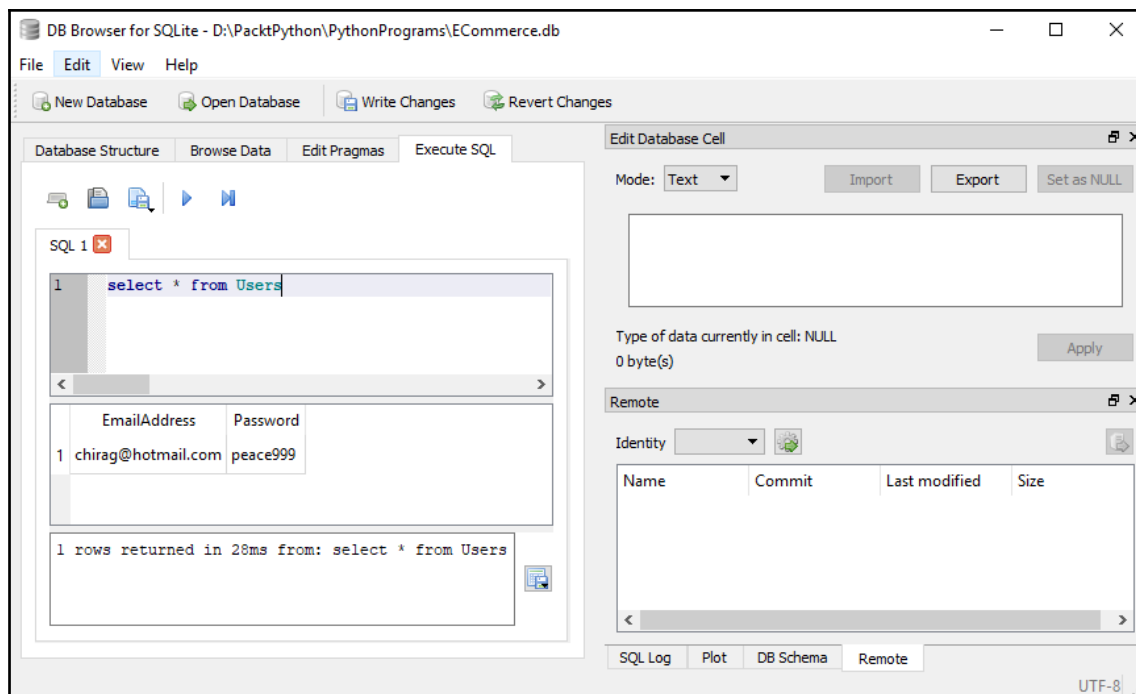 DB Browser for SQLite - D:\PacktPython\PythonPrograms\ECommerce.db
File Edit View Help
New Database Open Database Write Changes Revert Changes
Database Structure Browse Data Edit Pragmas Execute SQL
SQL 1
1 select * from Users
EmailAddress Password
1 chirag@hotmail.com peace999
1 rows returned in 28ms from: select * from Users
Edit Database Cell
Mode: Text Import Export Set as NULL
Type of data currently in cell: NULL
0 byte(s)
Apply
Remote
Identity
Name Commit Last modified Size
SQL Log Plot DB Schema Remote
UTF-8